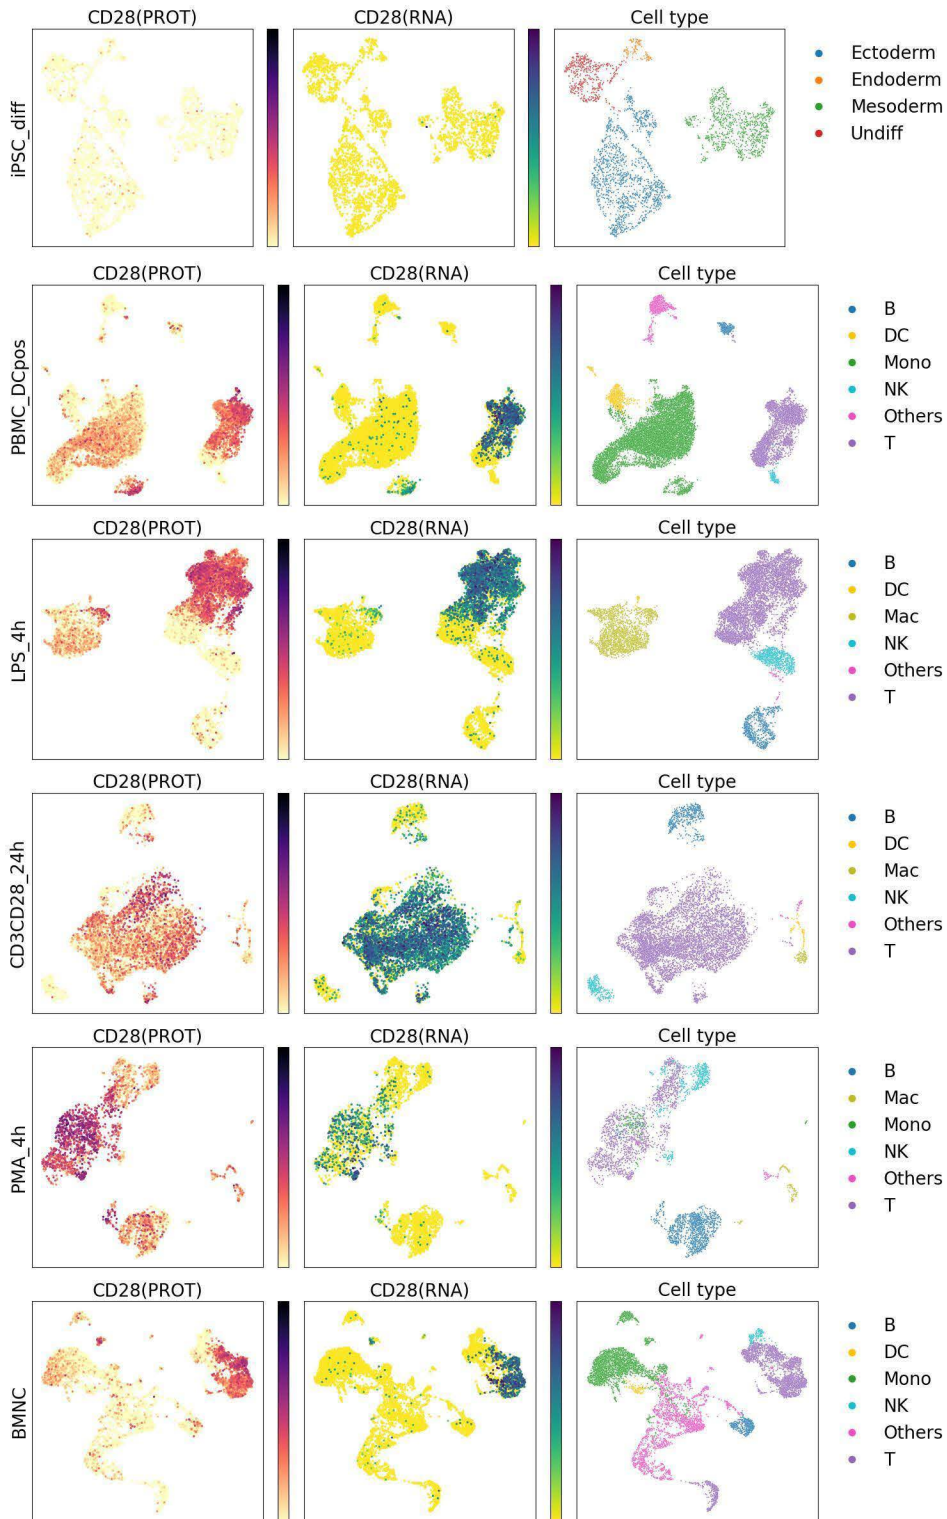 CD28(PROT) CD28(RNA) Cell type
iPSC_diff
Ectoderm
Endoderm
Mesoderm
Undiff
CD28(PROT) CD28(RNA) Cell type
PBMC_DCpos
B
DC
Mono
NK
Others
T
CD28(PROT) CD28(RNA) Cell type
LPS_4h
B
DC
Mac
NK
Others
T
CD28(PROT) CD28(RNA) Cell type
CD3CD28_24h
B
DC
Mac
NK
Others
T
CD28(PROT) CD28(RNA) Cell type
PMA_4h
B
Mac
Mono
NK
Others
T
CD28(PROT) CD28(RNA) Cell type
BMNC
B
DC
Mono
NK
Others
T